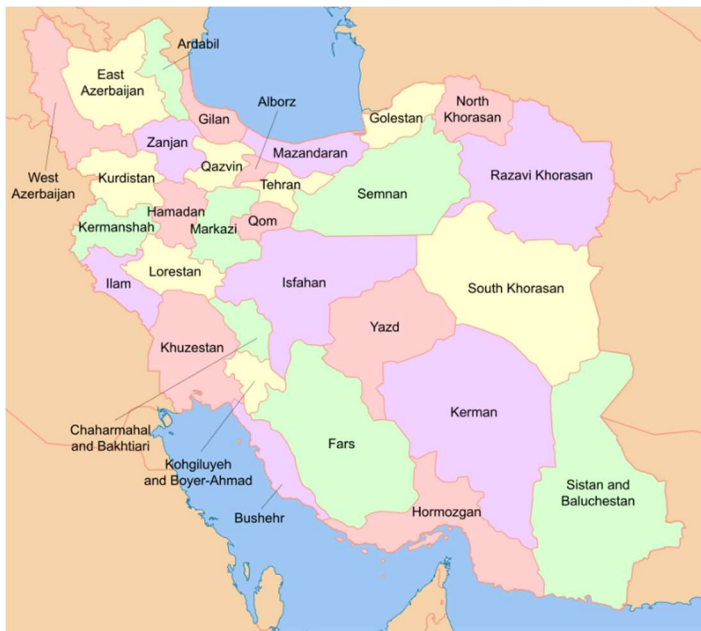 Ardabil
East
Azerbaijan
Alborz
Gilan
Golestan
North
Khorasan
Zanjan
Mazandaran
Qazvin
West
Azerbaijan
Kurdistan
Tehran
Semnan
Razavi Khorasan
Hamadan
Kermanshah
Markazi
Qom
Lorestan
Ilam
Isfahan
South Khorasan
Yazd
Khuzestan
Kerman
Chaharmahal
and Bakhtiari
Fars
Kohgiluyeh
and Boyer-Ahmad
Sistan and
Baluchestan
Bushehr
Hormozgan